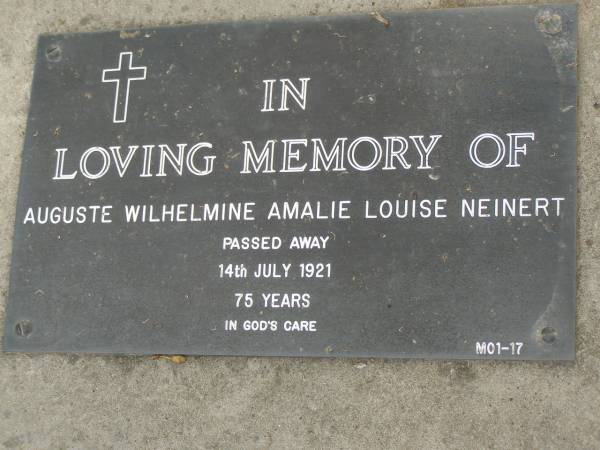 IN
LOVING MEMORY OF
AUGUSTE WILHELMINE AMALIE LOUISE NEINERT
PASSED AWAY
14th JULY 1921
75 YEARS
IN GOD'S CARE
M01-17